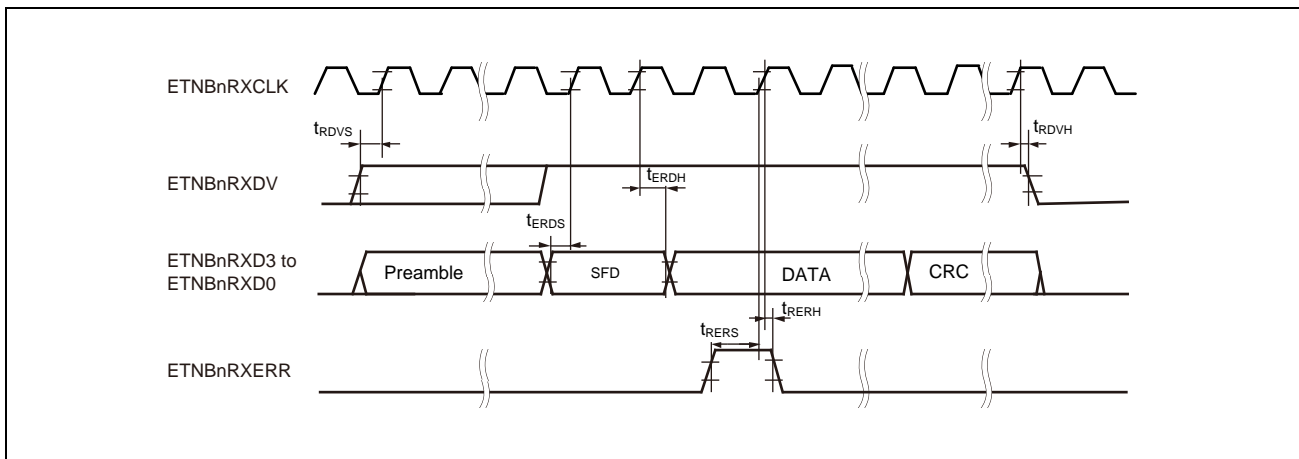 ETNBnRXCLK
tRDVS
tRDVH
ETNBnRXDV
tERDH
tERDS
ETNBnRXD3 to
ETNBnRXD0
Preamble
SFD
DATA
CRC
tRERH
tRERS
ETNBnRXERR